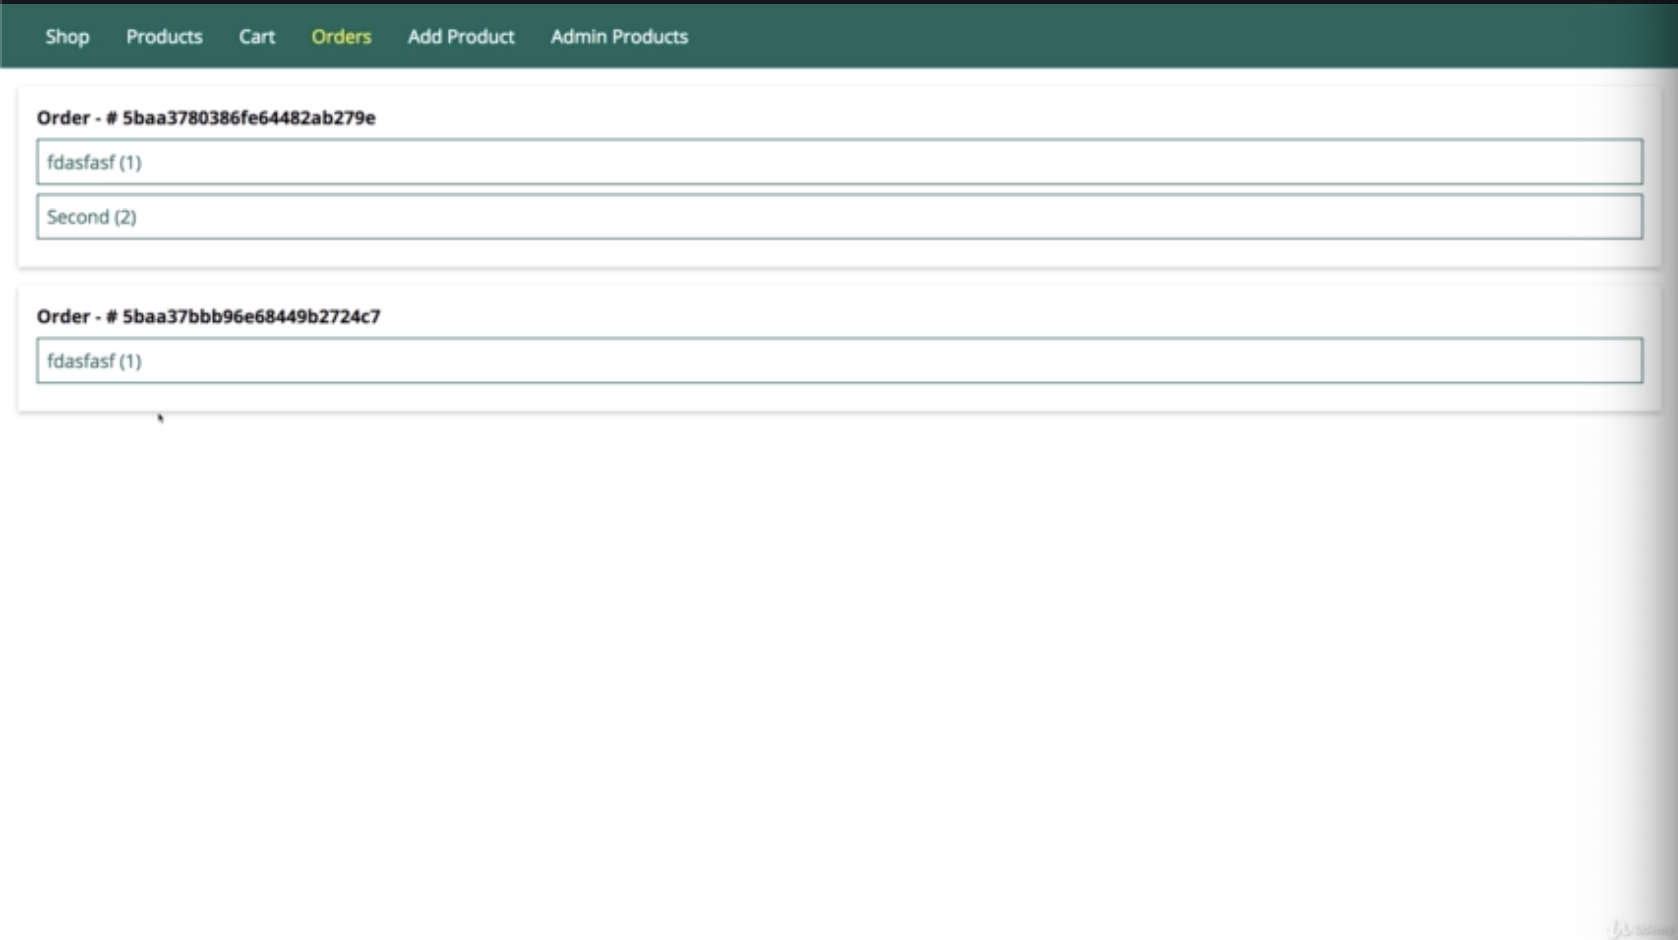 Shop Products Cart Orders Add Product Admin Products
Order - # 5baa3780386fe64482ab279e
fdasfasf (1)
Second (2)
Order - # 5baa37bbb96e68449b2724c7
fdasfasf (1)